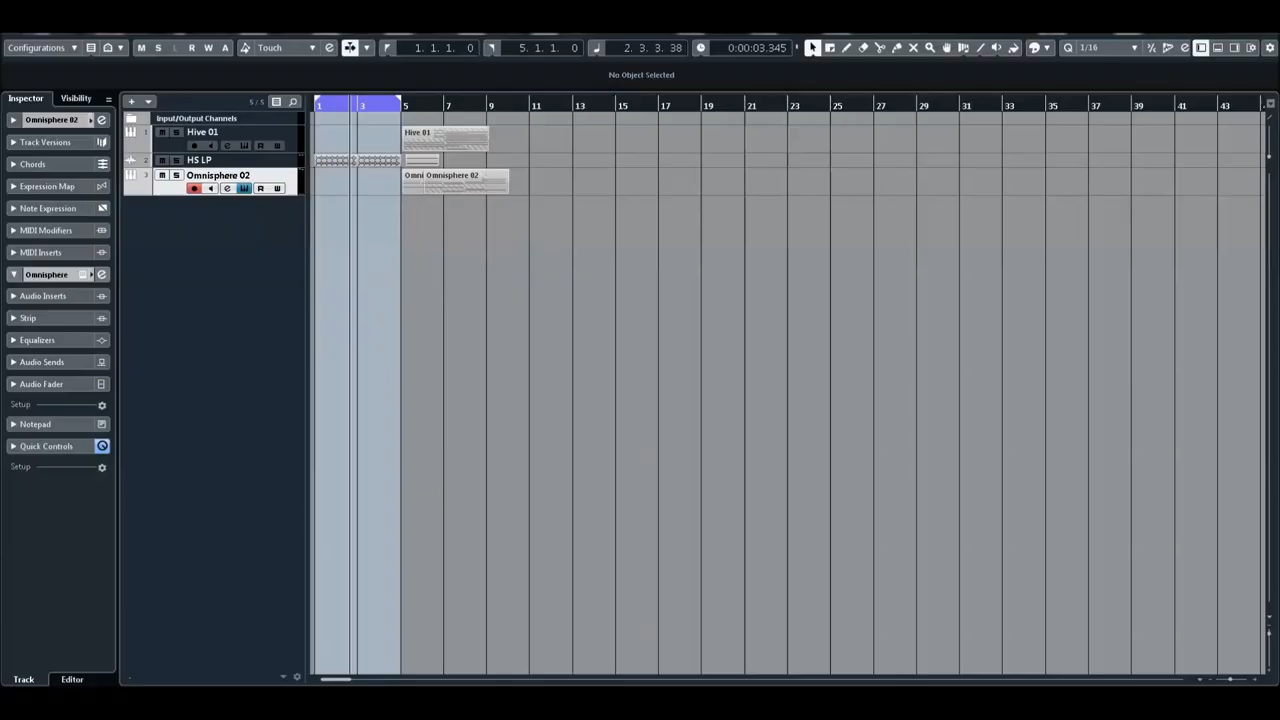 Configurations M S L R W A Touch 1. 1. 1. 0 5. 1. 1. 0 2. 3. 3. 38 0:00:03.345 1/16
No Object Selected
Inspector Visibility 5 / 5 1 3 5 7 9 11 13 15 17 19 21 23 25 27 29 31 33 35 37 39 41 43
Omnisphere 02
Input/Output Channels
1 Hive 01 Hive 01
Track Versions
R W
2 HS LP
Chords
3 Omnisphere 02 Omni Omnisphere 02
Expression Map
R W
Note Expression
MIDI Modifiers
MIDI Inserts
Omnisphere
Audio Inserts
Strip
Equalizers
Audio Sends
Audio Fader
Setup
Notepad
Quick Controls
Setup
Track Editor